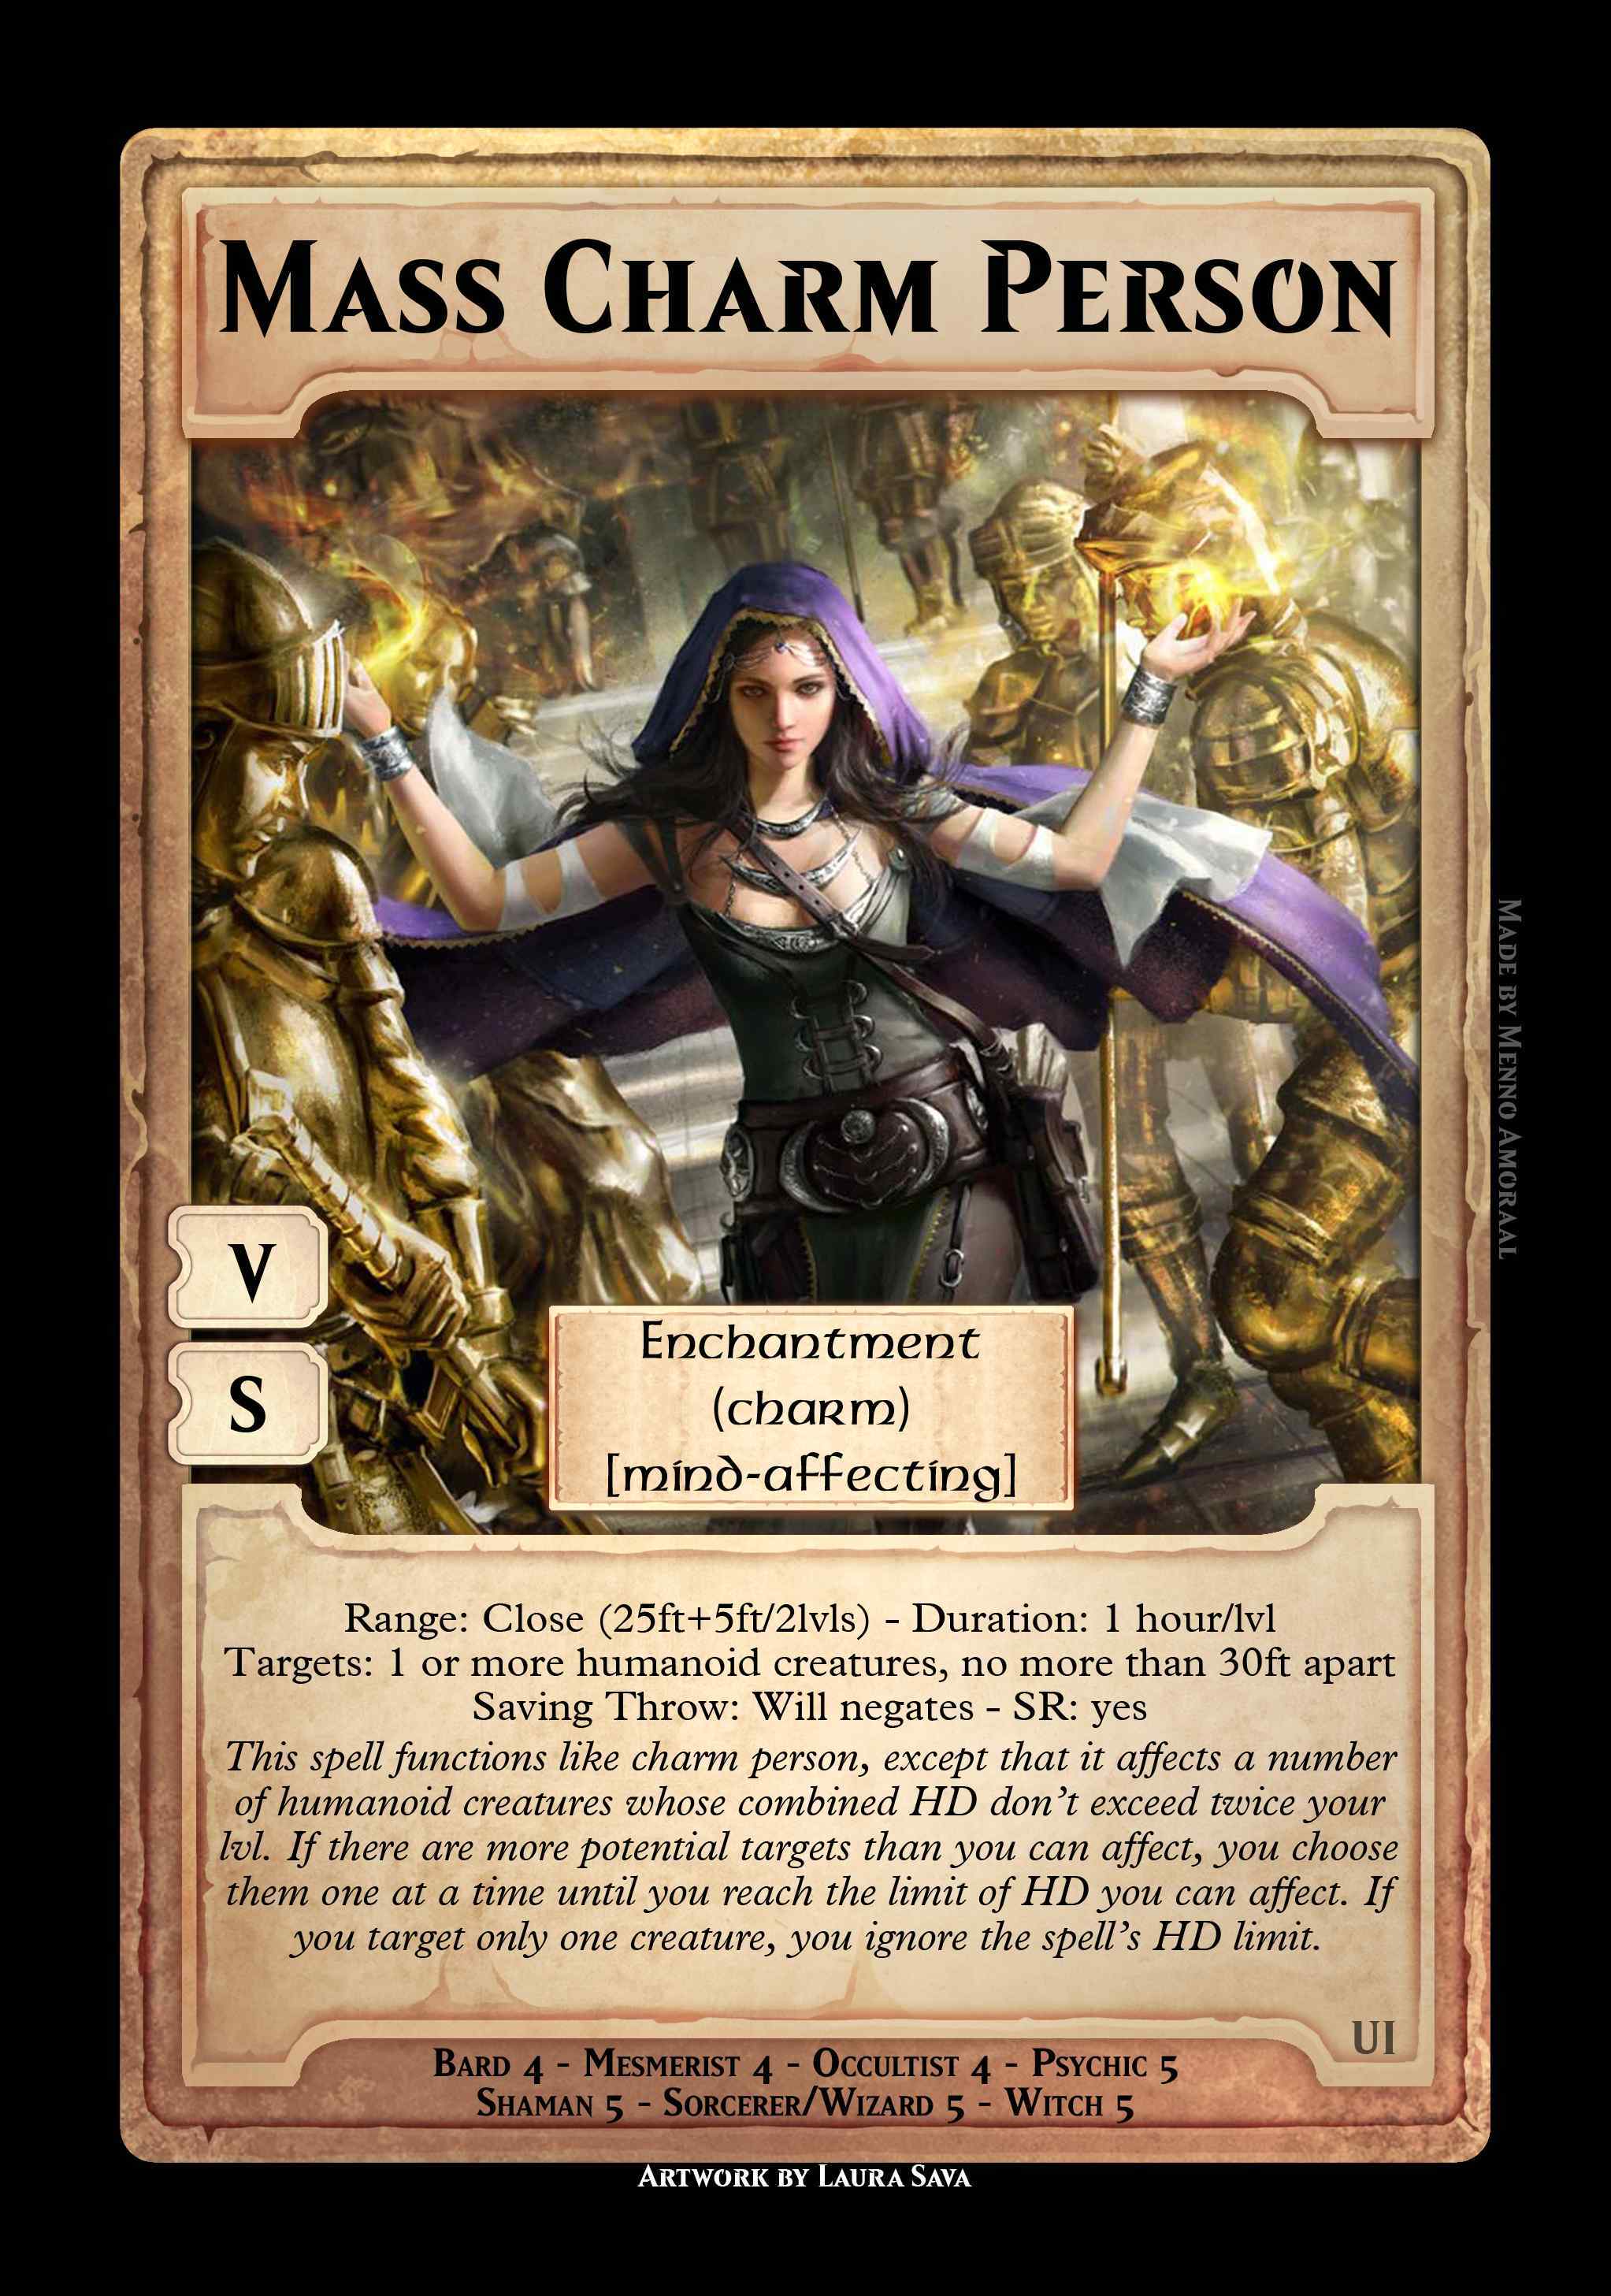 Mass Charm Person
V
S
Enchantment
(charm)
[mind-affecting]
Range: Close (25ft+5ft/2lvls) - Duration: 1 hour/lvl
Targets: 1 or more humanoid creatures, no more than 30ft apart
Saving Throw: Will negates - SR: yes
This spell functions like charm person, except that it affects a number
of humanoid creatures whose combined HD don't exceed twice your
lvl. If there are more potential targets than you can affect, you choose
them one at a time until you reach the limit of HD you can affect. If
you target only one creature, you ignore the spell's HD limit.
UI
Bard 4 - Mesmerist 4 - Occultist 4 - Psychic 5
Shaman 5 - Sorcerer/Wizard 5 - Witch 5
Artwork by Laura Sava
Made by Menno Amoraal